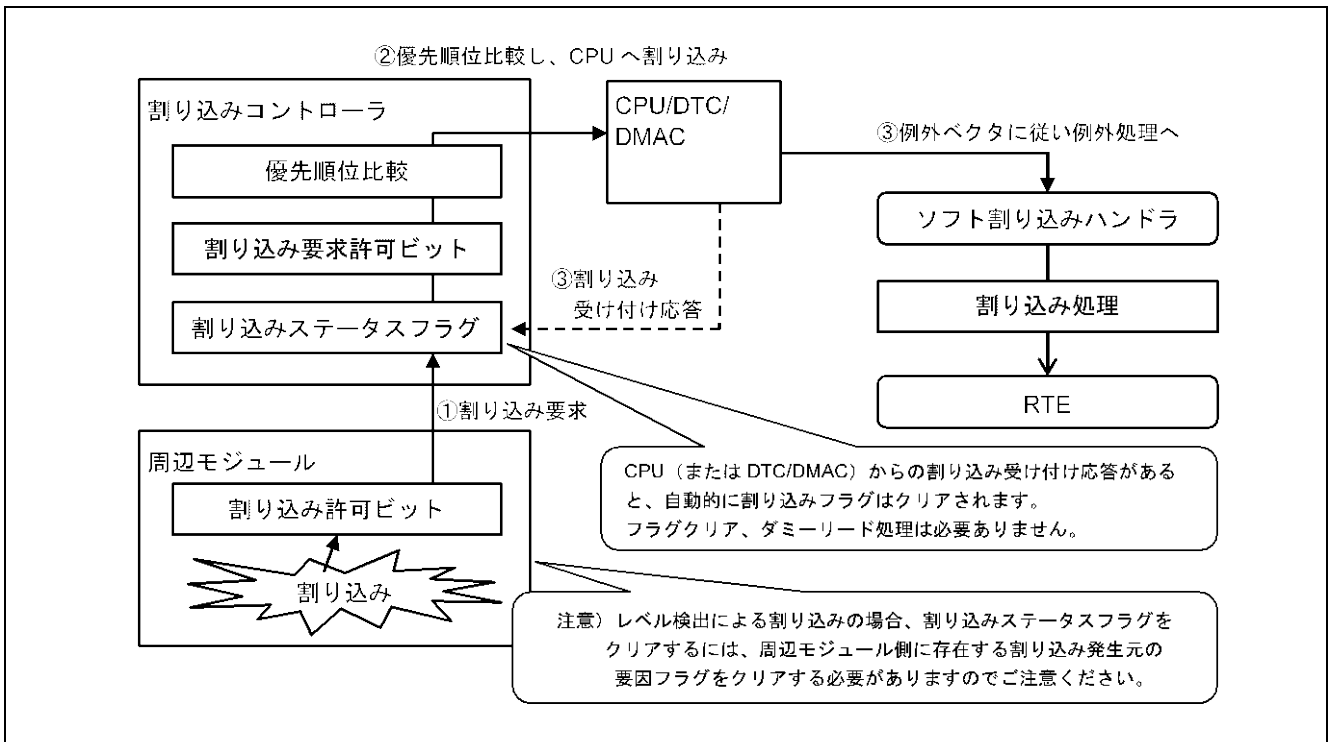 ②優先順位比較し、CPU へ割り込み
割り込みコントローラ
CPU/DTC/
DMAC
③例外ベクタに従い例外処理へ
優先順位比較
ソフト割り込みハンドラ
割り込み要求許可ビット
③割り込み
受け付け応答
割り込み処理
割り込みステータスフラグ
RTE
①割り込み要求
周辺モジュール
CPU（または DTC/DMAC）からの割り込み受け付け応答がある
と、自動的に割り込みフラグはクリアされます。
フラグクリア、ダミーリード処理は必要ありません。
割り込み許可ビット
割り込み
注意）レベル検出による割り込みの場合、割り込みステータスフラグを
クリアするには、周辺モジュール側に存在する割り込み発生元の
要因フラグをクリアする必要がありますのでご注意ください。